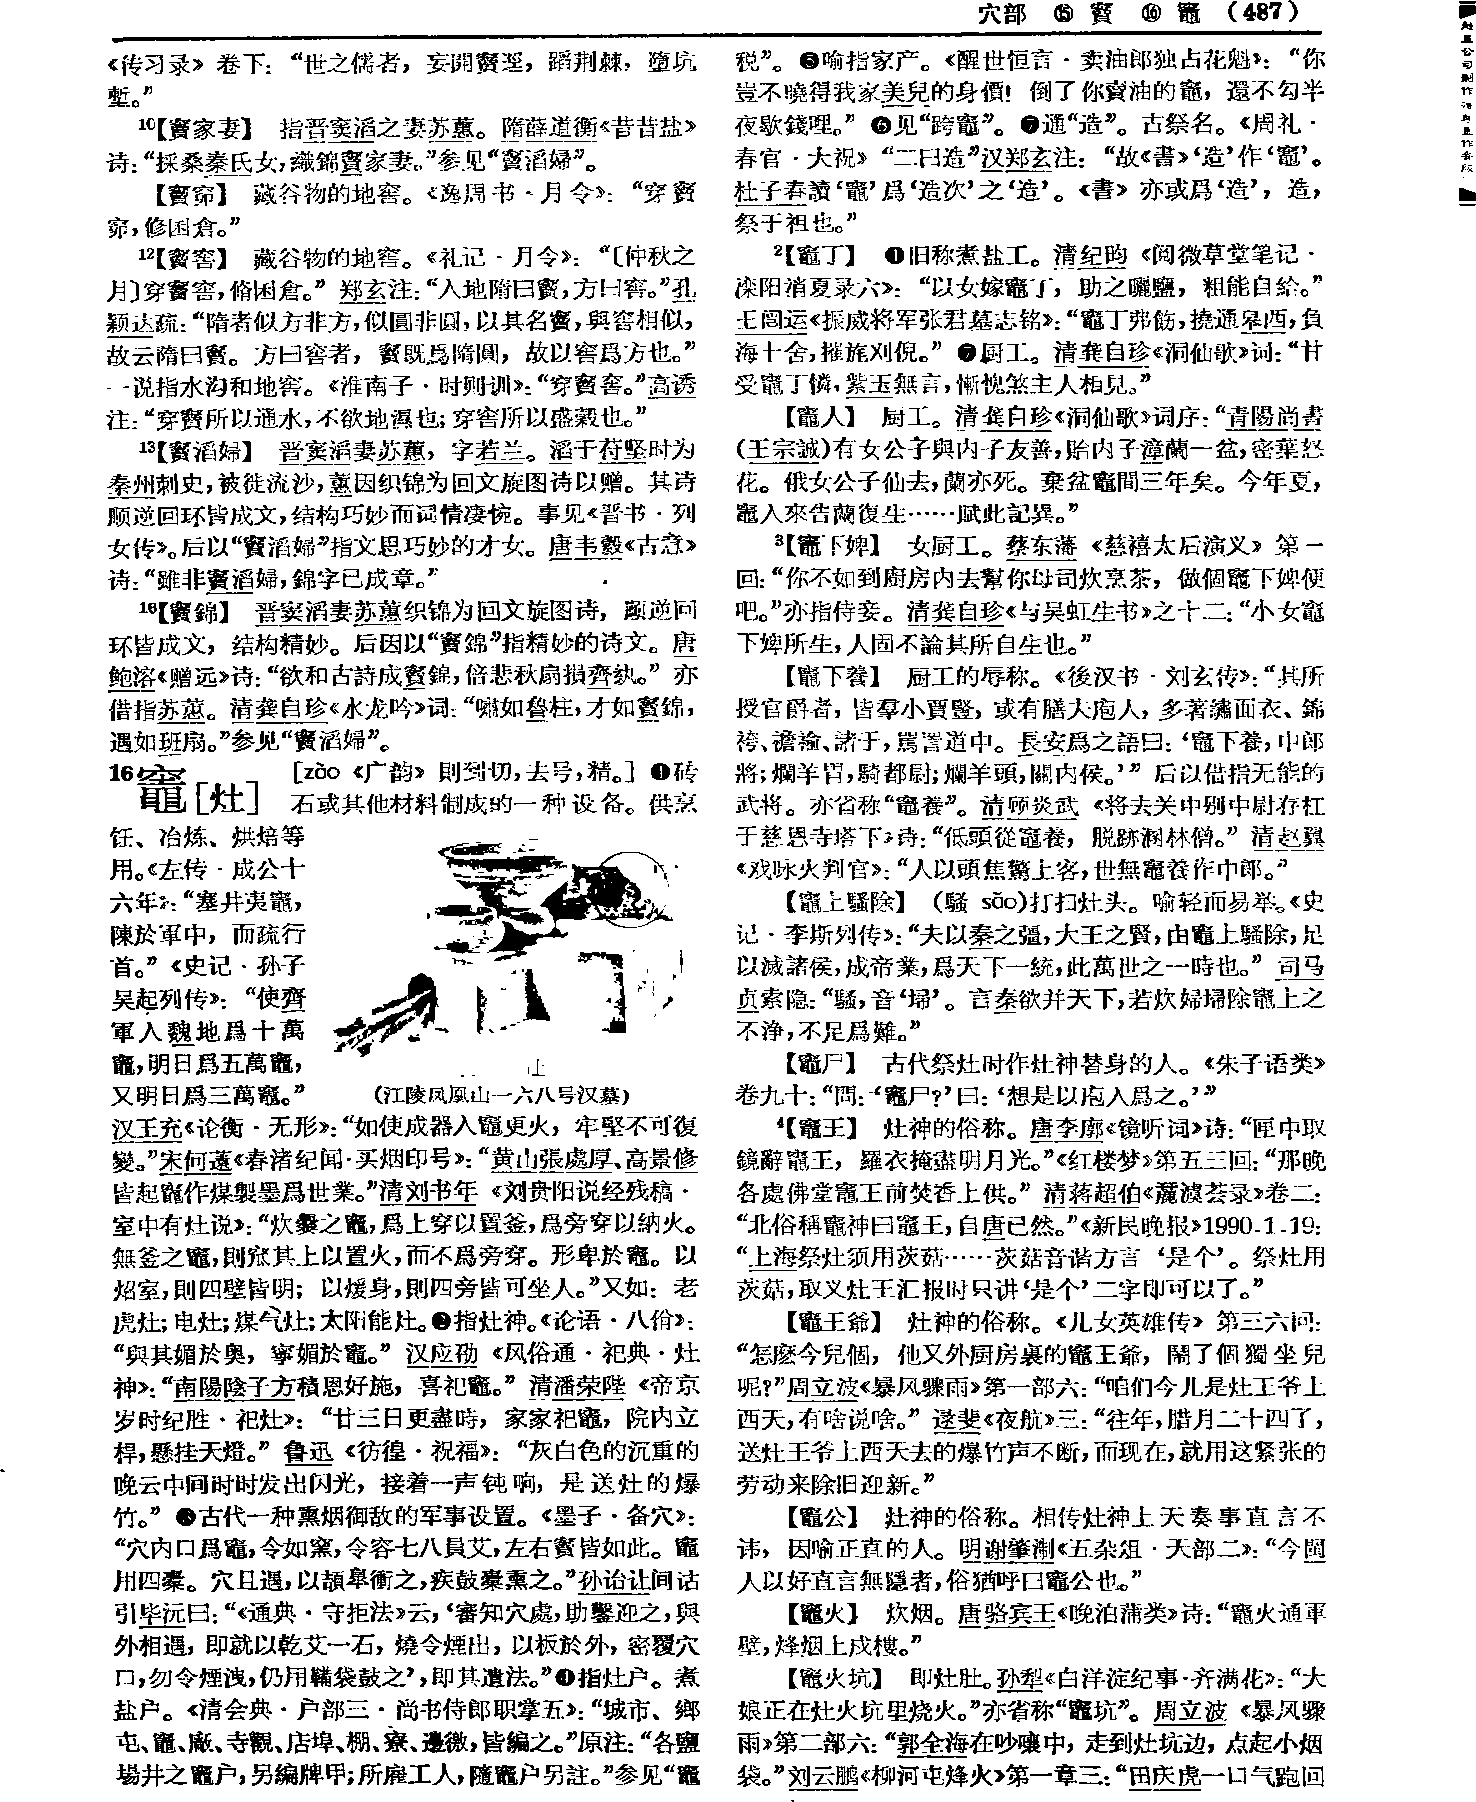 穴部 ⑮ 竇 ⑯ 竈 (487)
《传习录》卷下：“世之儒者，妄開竇逕，蹈荆棘，墮坑
塹。”
10【竇家妻】 指晋窦滔之妻苏蕙。隋薛道衡《昔昔盐》
诗：“採桑秦氏女，織錦竇家妻。”参见“竇滔婦”。
【竇窌】 藏谷物的地窖。《逸周书·月令》：“穿竇
窌，修囷倉。”
12【竇窖】 藏谷物的地窖。《礼记·月令》：“〔仲秋之
月〕穿竇窖，脩囷倉。”郑玄注：“入地隋曰竇，方曰窖。”孔
颖达疏：“隋者似方非方，似圓非圓，以其名竇，與窖相似，
故云隋曰竇。方曰窖者，竇既爲隋圓，故以窖爲方也。”
一说指水沟和地窖。《淮南子·时则训》：“穿竇窖。”高诱
注：“穿竇所以通水，不欲地濕也；穿窖所以盛穀也。”
13【竇滔婦】 晋窦滔妻苏蕙，字若兰。滔于苻坚时为
秦州刺史，被徙流沙，蕙因织锦为回文旋图诗以赠。其诗
顺逆回环皆成文，结构巧妙而词情凄惋。事见《晋书·列
女传》。后以“竇滔婦”指文思巧妙的才女。唐韦縠《古意》
诗：“雖非竇滔婦，錦字已成章。”
16【竇錦】 晋窦滔妻苏蕙织锦为回文旋图诗，顺逆回
环皆成文，结构精妙。后因以“竇錦”指精妙的诗文。唐
鲍溶《赠远》诗：“欲和古詩成竇錦，倍悲秋扇損齊紈。”亦
借指苏蕙。清龚自珍《水龙吟》词：“嘯如魯柱，才如竇錦，
遇如班扇。”参见“竇滔婦”。
16竈[灶] [zào《广韵》則到切，去号，精。]❶砖
石或其他材料制成的一种设备。供烹
饪、冶炼、烘焙等
用。《左传·成公十
六年》：“塞井夷竈，
陳於軍中，而疏行
首。”《史记·孙子
吴起列传》：“使齊
軍入魏地爲十萬
竈，明日爲五萬竈，
又明日爲三萬竈。”
灶
(江陵凤凰山一六八号汉墓)
汉王充《论衡·无形》：“如使成器入竈更火，牢堅不可復
變。”宋何薳《春渚纪闻·买烟印号》：“黄山張處厚、高景修
皆起竈作煤製墨爲世業。”清刘书年《刘贵阳说经残稿·
室中有灶说》：“炊爨之竈，爲上穿以置釜，爲旁穿以納火。
無釜之竈，則窊其上以置火，而不爲旁穿。形卑於竈。以
炤室，則四壁皆明；以煖身，則四旁皆可坐人。”又如：老
虎灶；电灶；煤气灶；太阳能灶。❷指灶神。《论语·八佾》：
“與其媚於奥，寧媚於竈。”汉应劭《风俗通·祀典·灶
神》：“南陽陰子方積恩好施，喜祀竈。”清潘荣陛《帝京
岁时纪胜·祀灶》：“廿三日更盡時，家家祀竈，院内立
桿，懸挂天燈。”鲁迅《彷徨·祝福》：“灰白色的沉重的
晚云中间时时发出闪光，接着一声钝响，是送灶的爆
竹。”❸古代一种熏烟御敌的军事设置。《墨子·备穴》：
“穴内口爲竈，令如窯，令容七八員艾，左右竇皆如此。竈
用四橐。穴且遇，以頡皋衝之，疾鼓橐熏之。”孙诒让间诂
引毕沅曰：“《通典·守拒法》云，‘審知穴處，助鑿迎之，與
外相遇，即就以乾艾一石，燒令煙出，以板於外，密覆穴
口，勿令煙洩，仍用鞴袋鼓之’，即其遺法。”❹指灶户。煮
盐户。《清会典·户部三·尚书侍郎职掌五》：“城市、鄉
屯、竈、廠、寺觀、店埠、棚、寮、邊徼，皆編之。”原注：“各鹽
場井之竈户，另編牌甲；所雇工人，隨竈户另註。”参见“竈
税”。❺喻指家产。《醒世恒言·卖油郎独占花魁》：“你
豈不曉得我家美兒的身價！倒了你賣油的竈，還不勾半
夜歇錢哩。”❻见“跨竈”。❼通“造”。古祭名。《周礼·
春官·大祝》“二曰造”汉郑玄注：“故《書》‘造’作‘竈’。
杜子春讀‘竈’爲‘造次’之‘造’。《書》亦或爲‘造’，造，
祭于祖也。”
2【竈丁】 ❶旧称煮盐工。清纪昀《阅微草堂笔记·
滦阳消夏录六》：“以女嫁竈丁，助之曬鹽，粗能自給。”
王闿运《振威将军张君墓志铭》：“竈丁弗飭，撓通皋西，負
海十舍，摧旄刈倪。”❷厨工。清龚自珍《洞仙歌》词：“甘
受竈丁憐，紫玉無言，慚愧煞主人相見。”
【竈人】 厨工。清龚自珍《洞仙歌》词序：“青陽尚書
(王宗誠)有女公子與内子友善，貽内子漳蘭一盆，密葉怒
花。俄女公子仙去，蘭亦死。棄盆竈間三年矣。今年夏，
竈人來告蘭復生……賦此記異。”
3【竈下婢】 女厨工。蔡东藩《慈禧太后演义》第一
回：“你不如到廚房内去幫你母司炊烹茶，做個竈下婢便
吧。”亦指侍妾。清龚自珍《与吴虹生书》之十二：“小女竈
下婢所生，人固不論其所自生也。”
【竈下養】 厨工的辱称。《後汉书·刘玄传》：“其所
授官爵者，皆羣小賈豎，或有膳夫庖人，多著繡面衣、錦
袴、襜褕、諸于，駡詈道中。長安爲之語曰：‘竈下養，中郎
將；爛羊胃，騎都尉；爛羊頭，關内侯。’”后以借指无能的
武将。亦省称“竈養”。清顾炎武《将去关中别中尉存杠
于慈恩寺塔下》诗：“低頭從竈養，脱跡溷林僧。”清赵翼
《戏咏火判官》：“人以頭焦驚上客，世無竈養作中郎。”
【竈上騷除】 (騷 sǎo)打扫灶头。喻轻而易举。《史
记·李斯列传》：“夫以秦之彊，大王之賢，由竈上騷除，足
以滅諸侯，成帝業，爲天下一統，此萬世之一時也。”司马
贞索隐：“騷，音‘埽’。言秦欲并天下，若炊婦埽除竈上之
不浄，不足爲難。”
【竈尸】 古代祭灶时作灶神替身的人。《朱子语类》
卷九十：“問：‘竈尸？’曰：‘想是以庖人爲之。’”
4【竈王】 灶神的俗称。唐李廓《镜听词》诗：“匣中取
鏡辭竈王，羅衣掩盡明月光。”《红楼梦》第五三回：“那晚
各處佛堂竈王前焚香上供。”清蒋超伯《麗濊荟录》卷二：
“北俗稱竈神曰竈王，自唐已然。”《新民晚报》1990.1.19：
“上海祭灶须用茨菇……茨菇音谐方言‘是个’。祭灶用
茨菇，取义灶王汇报时只讲‘是个’二字即可以了。”
【竈王爺】 灶神的俗称。《儿女英雄传》第三六回：
“怎麽今兒個，他又外厨房裏的竈王爺，鬧了個獨坐兒
呢？”周立波《暴风骤雨》第一部六：“咱们今儿是灶王爷上
西天，有啥说啥。”逯斐《夜航》三：“往年，腊月二十四了，
送灶王爷上西天去的爆竹声不断，而现在，就用这紧张的
劳动来除旧迎新。”
【竈公】 灶神的俗称。相传灶神上天奏事直言不
讳，因喻正直的人。明谢肇淛《五杂俎·天部二》：“今閩
人以好直言無隱者，俗猶呼曰竈公也。”
【竈火】 炊烟。唐骆宾王《晚泊蒲类》诗：“竈火通軍
壁，烽烟上戍樓。”
【竈火坑】 即灶肚。孙犁《白洋淀纪事·齐满花》：“大
娘正在灶火坑里烧火。”亦省称“竈坑”。周立波《暴风骤
雨》第二部六：“郭全海在吵嚷中，走到灶坑边，点起小烟
袋。”刘云鹏《柳河屯烽火》第一章三：“田庆虎一口气跑回